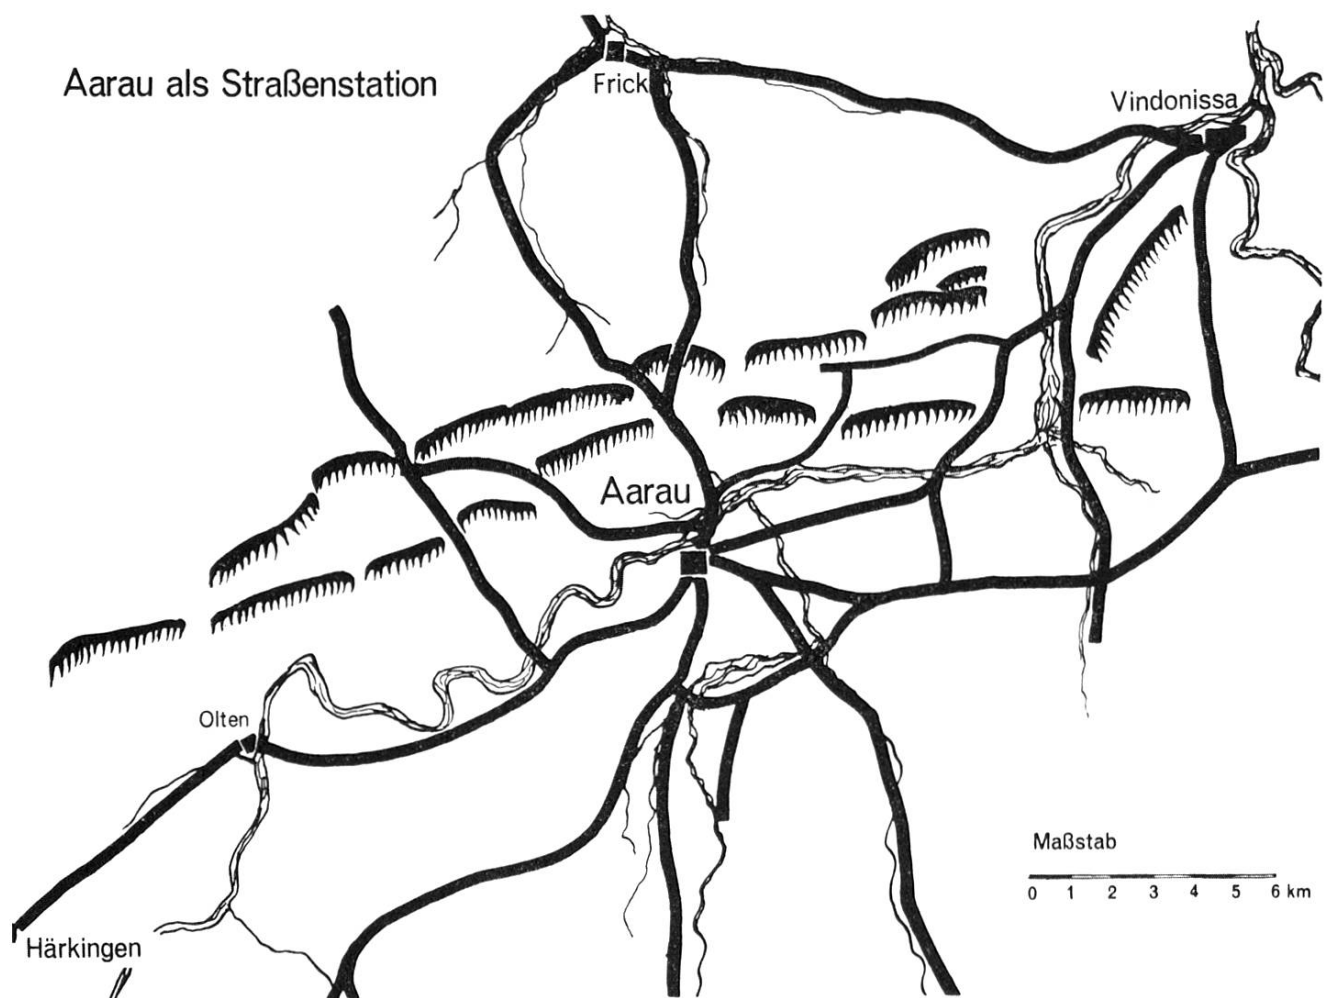 Aarau als Straßenstation
Frick
Vindonissa
Aarau
Olten
Maßstab
0 1 2 3 4 5 6 km
Härkingen